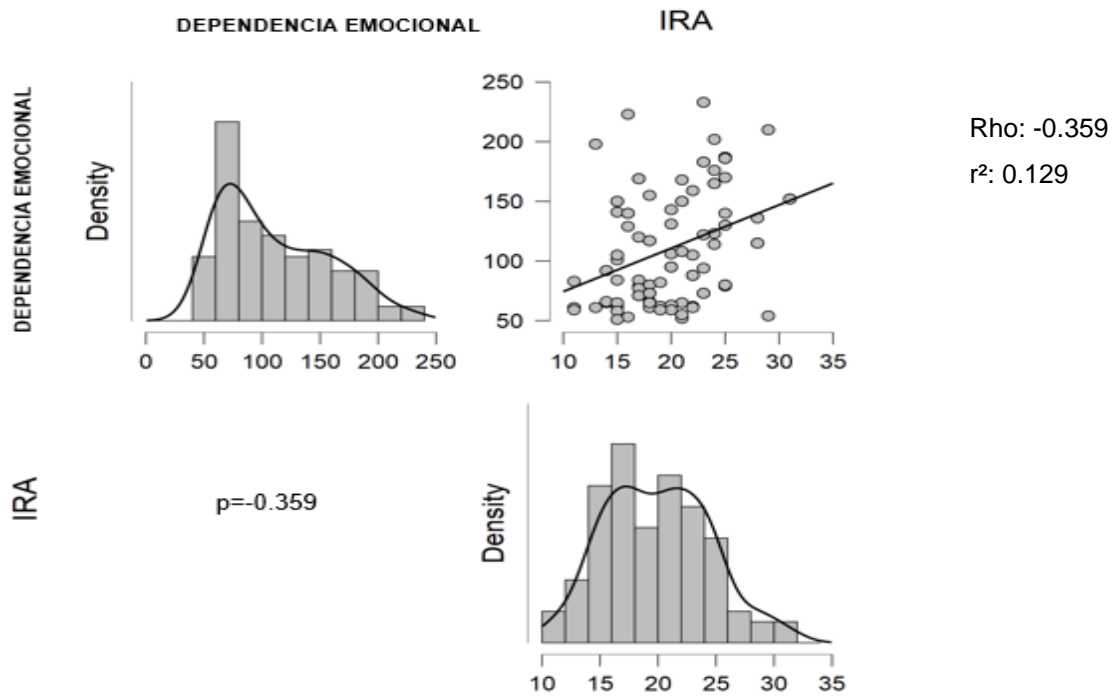 DEPENDENCIA EMOCIONAL
IRA
DEPENDENCIA EMOCIONAL
Density
0 50 100 150 200 250
250
200
150
100
50
10 15 20 25 30 35
Rho: -0.359
r²: 0.129
IRA
p=-0.359
Density
10 15 20 25 30 35